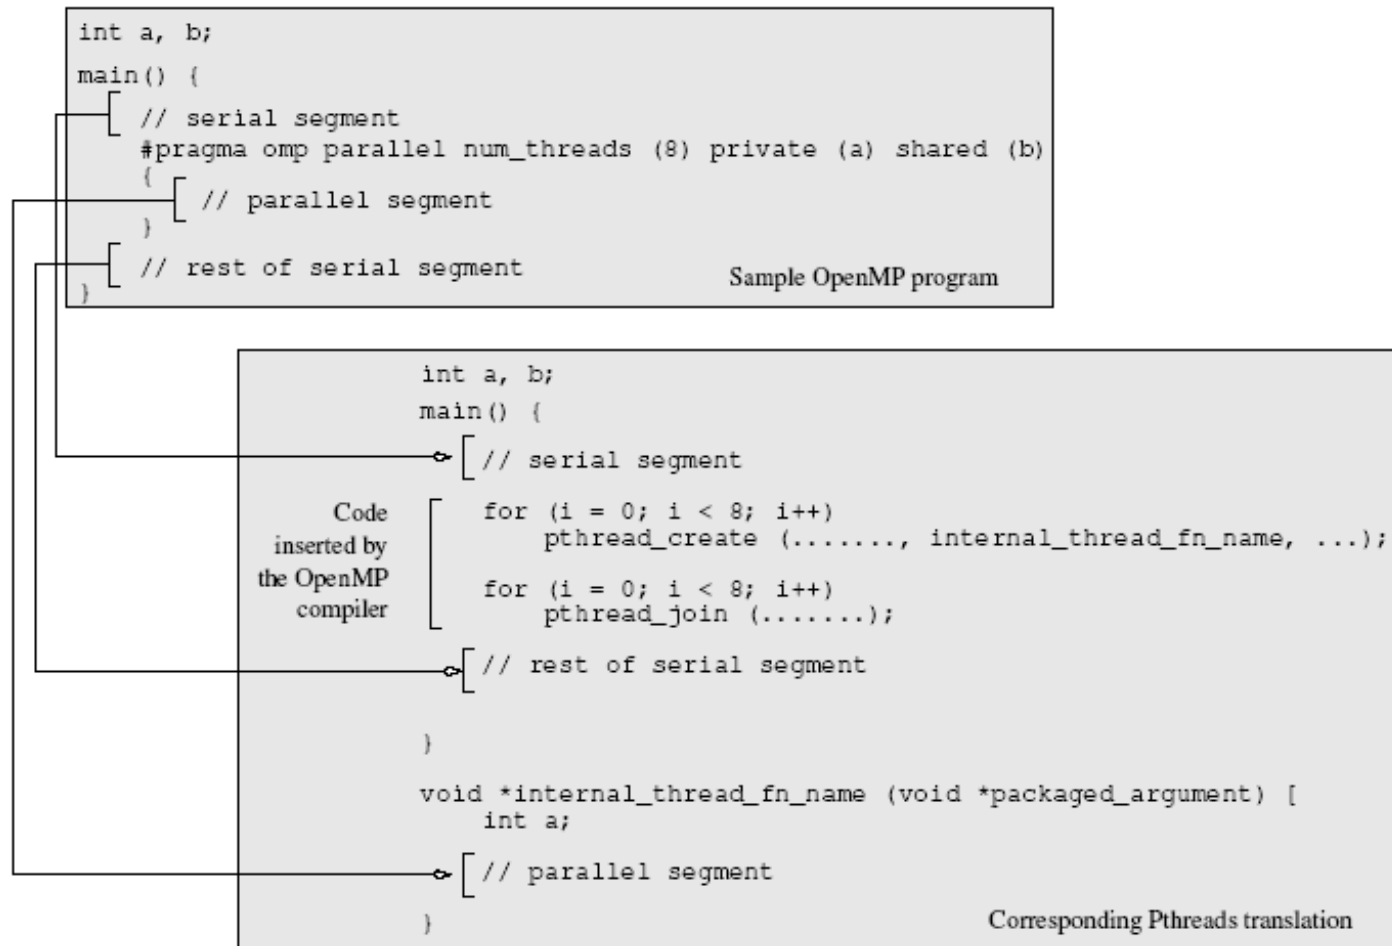 int a, b;
main() {
// serial segment
#pragma omp parallel num_threads (8) private (a) shared (b)
{
// parallel segment
}
// rest of serial segment
}
Sample OpenMP program
int a, b;
main() {
// serial segment
Code inserted by the OpenMP compiler
for (i = 0; i < 8; i++)
pthread_create (......., internal_thread_fn_name, ...);
for (i = 0; i < 8; i++)
pthread_join (.......);
// rest of serial segment
}
void *internal_thread_fn_name (void *packaged_argument) [
int a;
// parallel segment
}
Corresponding Pthreads translation